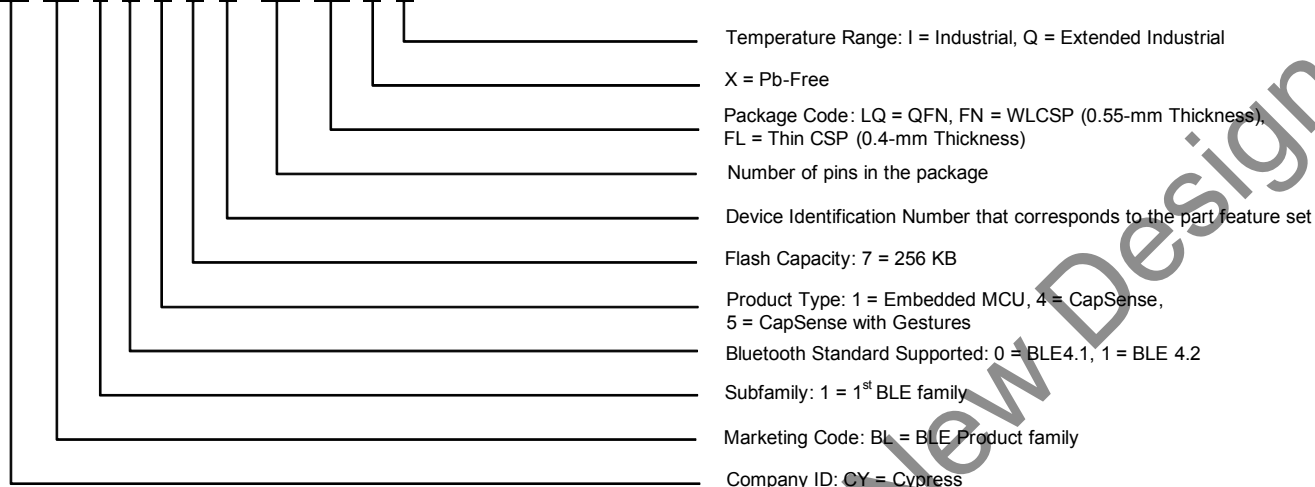 Temperature Range: I = Industrial, Q = Extended Industrial
X = Pb-Free
Package Code: LQ = QFN, FN = WLCSP (0.55-mm Thickness),
FL = Thin CSP (0.4-mm Thickness)
Number of pins in the package
Device Identification Number that corresponds to the part feature set
Flash Capacity: 7 = 256 KB
Product Type: 1 = Embedded MCU, 4 = CapSense,
5 = CapSense with Gestures
Bluetooth Standard Supported: 0 = BLE4.1, 1 = BLE 4.2
Subfamily: 1 = 1st BLE family
Marketing Code: BL = BLE Product family
Company ID: CY = Cypress
New Design